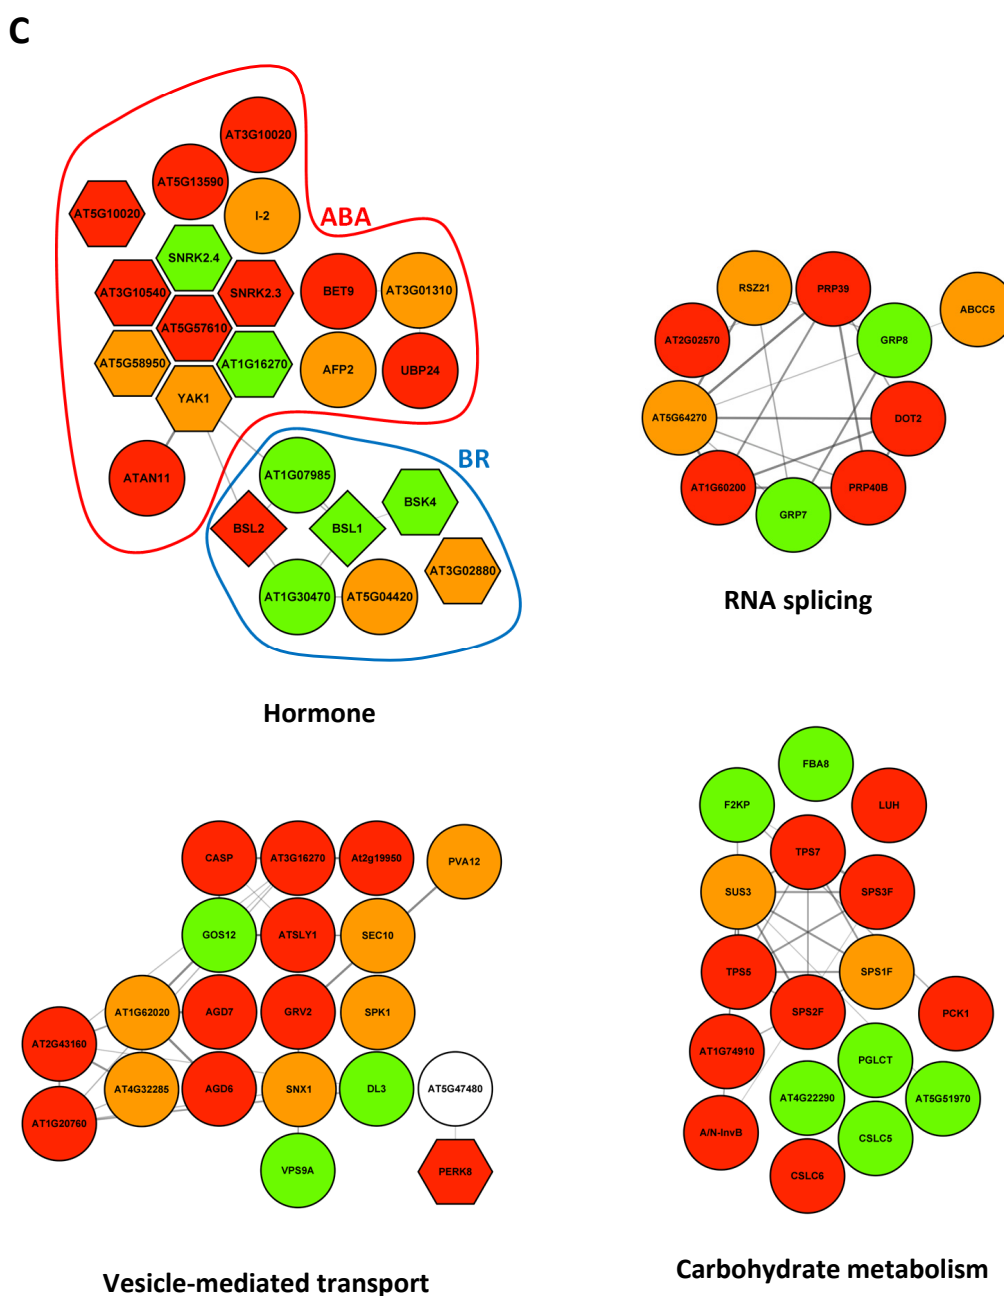 C
AT3G10020
AT5G13590
AT5G10020
I-2
ABA
SNRK2.4
AT3G10540
SNRK2.3
BET9
AT3G01310
AT5G57610
AT5G58950
AT1G16270
AFP2
UBP24
YAK1
ATAN11
BR
AT1G07985
BSK4
BSL2
BSL1
AT3G02880
AT1G30470
AT5G04420
Hormone
RSZ21
PRP39
ABCC5
AT2G02570
GRP8
AT5G64270
DOT2
AT1G60200
PRP40B
GRP7
RNA splicing
CASP
AT3G16270
At2g19950
PVA12
GOS12
ATSLY1
SEC10
AT1G62020
AGD7
GRV2
SPK1
AT2G43160
AT4G32285
AGD6
SNX1
DL3
AT5G47480
AT1G20760
VPS9A
PERK8
Vesicle-mediated transport
FBA8
F2KP
LUH
TPS7
SUS3
SPS3F
TPS5
SPS1F
SPS2F
PCK1
AT1G74910
PGLCT
AT4G22290
AT5G51970
A/N-InvB
CSLC5
CSLC6
Carbohydrate metabolism